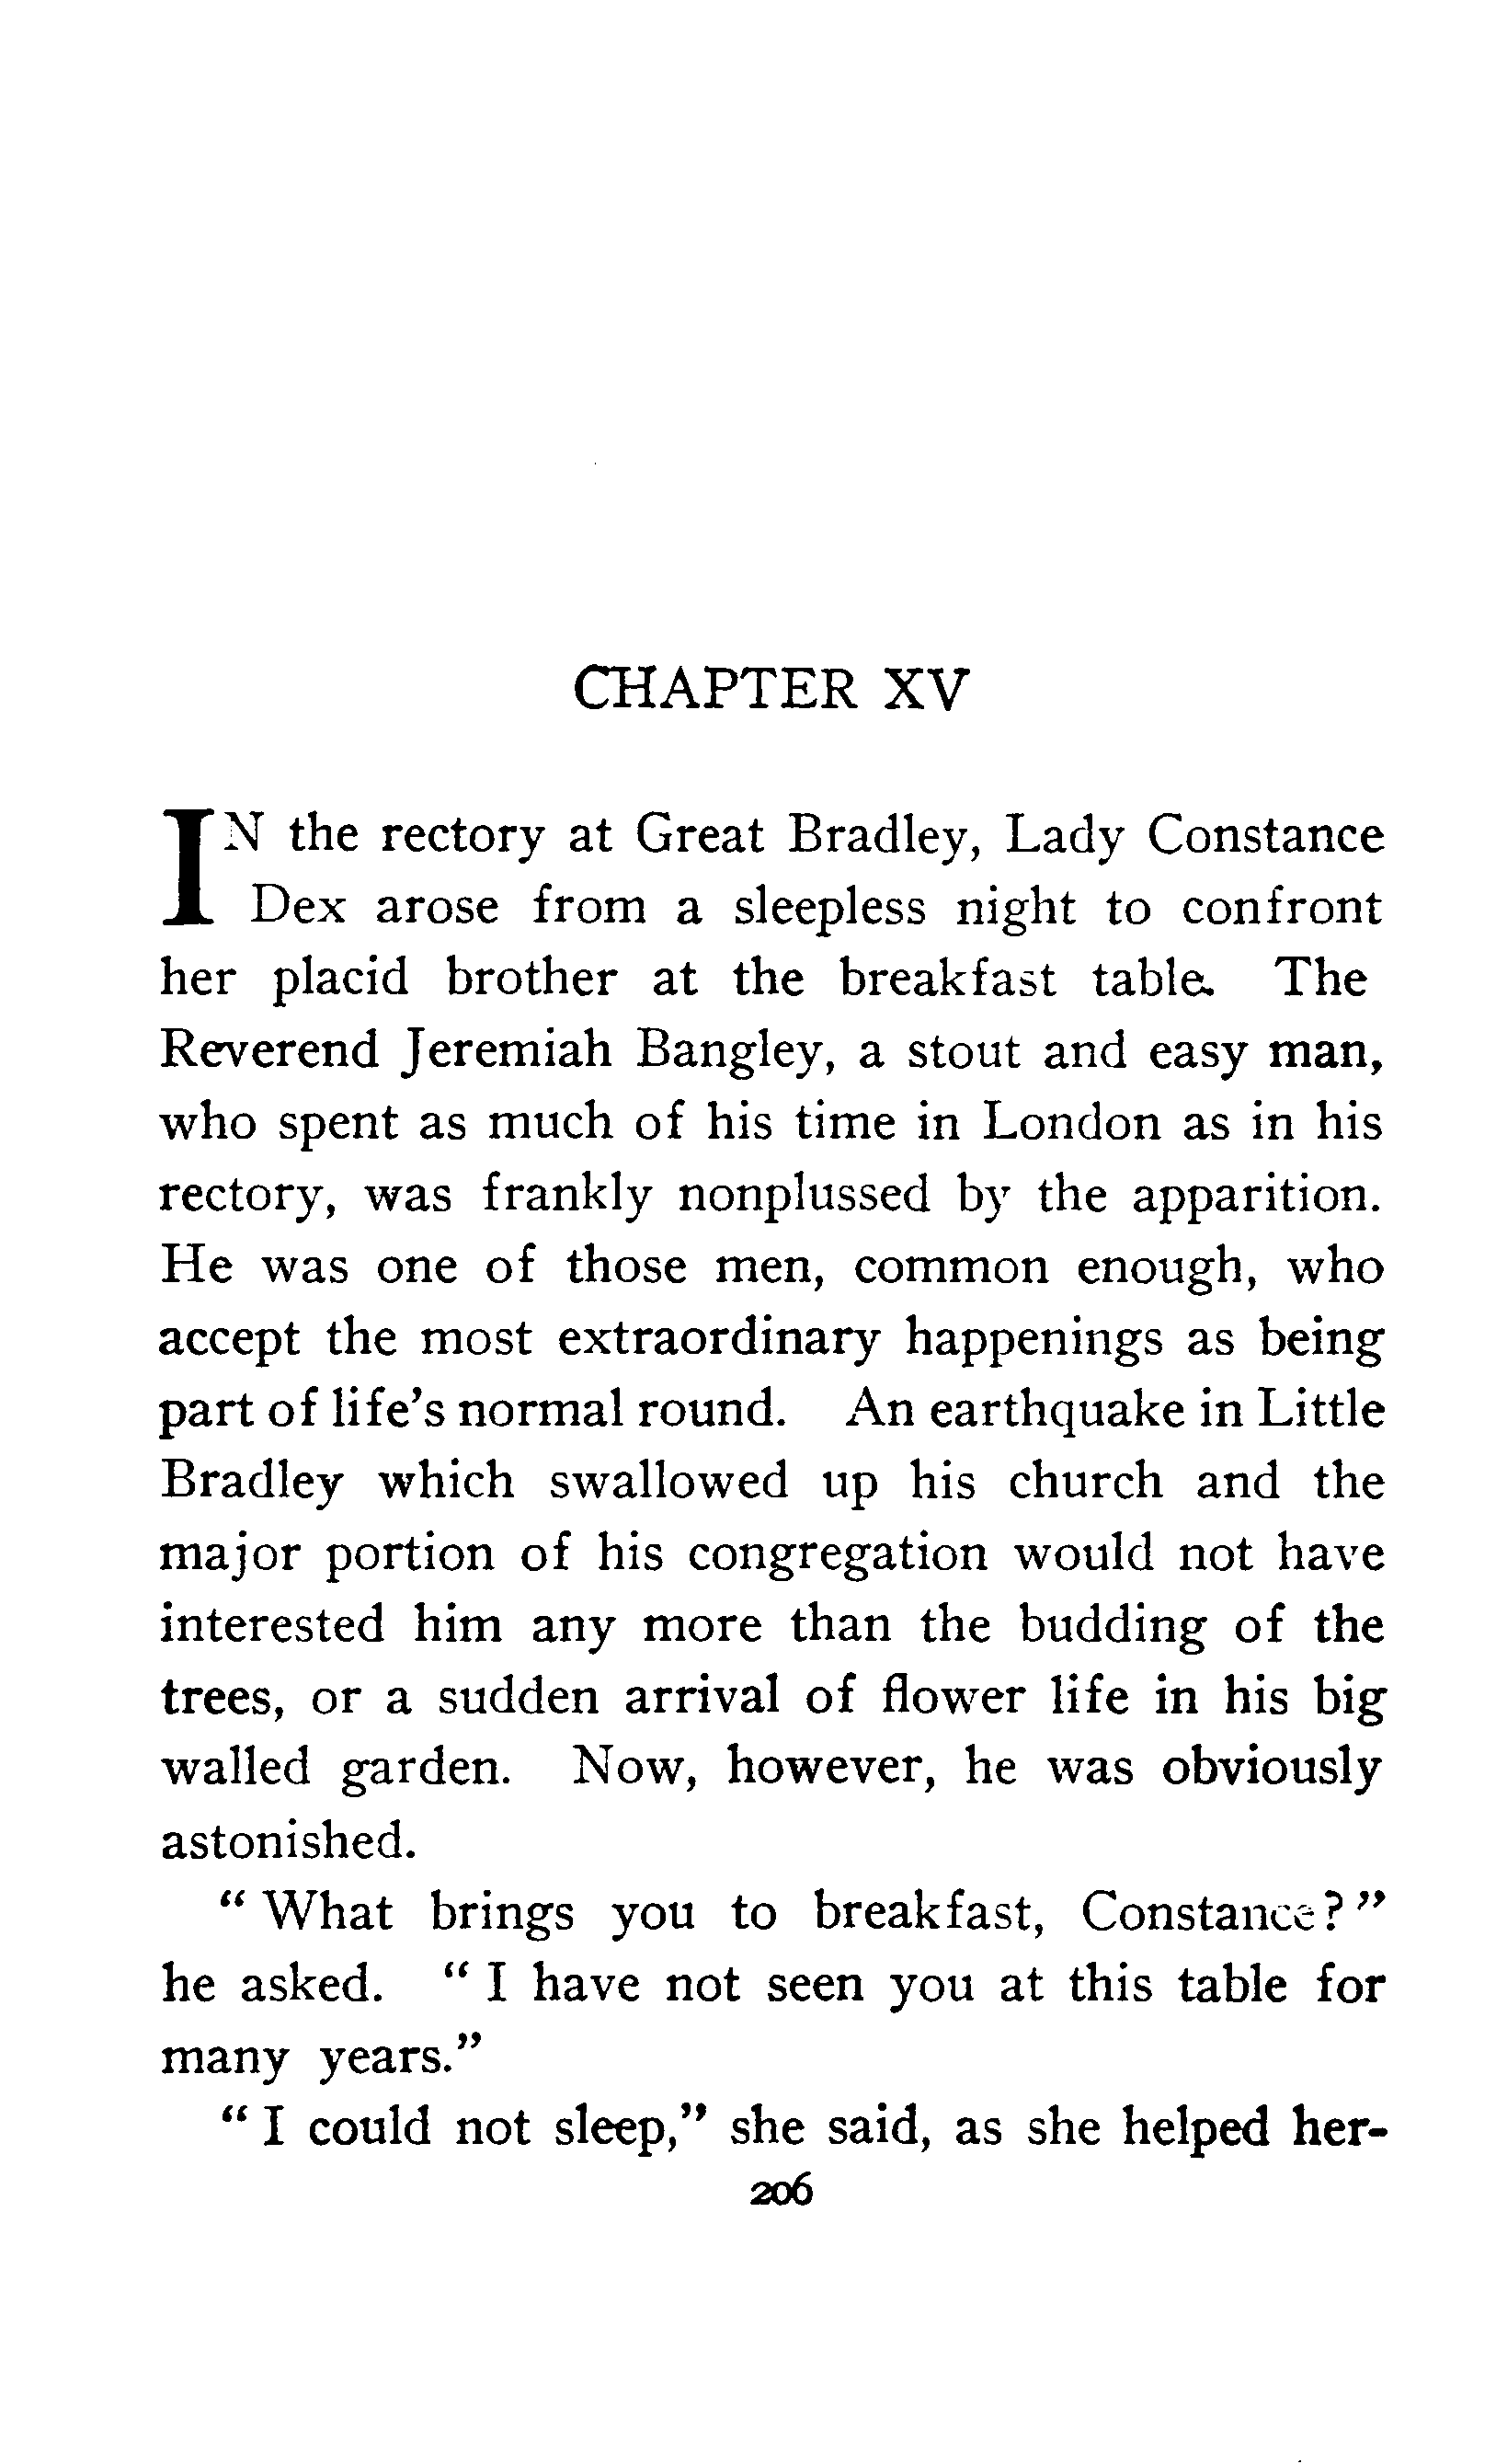 CHAPTER XV
IN the rectory at Great Bradley, Lady Constance
Dex arose from a sleepless night to confront
her placid brother at the breakfast table. The
Reverend Jeremiah Bangley, a stout and easy man,
who spent as much of his time in London as in his
rectory, was frankly nonplussed by the apparition.
He was one of those men, common enough, who
accept the most extraordinary happenings as being
part of life's normal round. An earthquake in Little
Bradley which swallowed up his church and the
major portion of his congregation would not have
interested him any more than the budding of the
trees, or a sudden arrival of flower life in his big
walled garden. Now, however, he was obviously
astonished.
" What brings you to breakfast, Constance? "
he asked. " I have not seen you at this table for
many years."
" I could not sleep," she said, as she helped her-
206